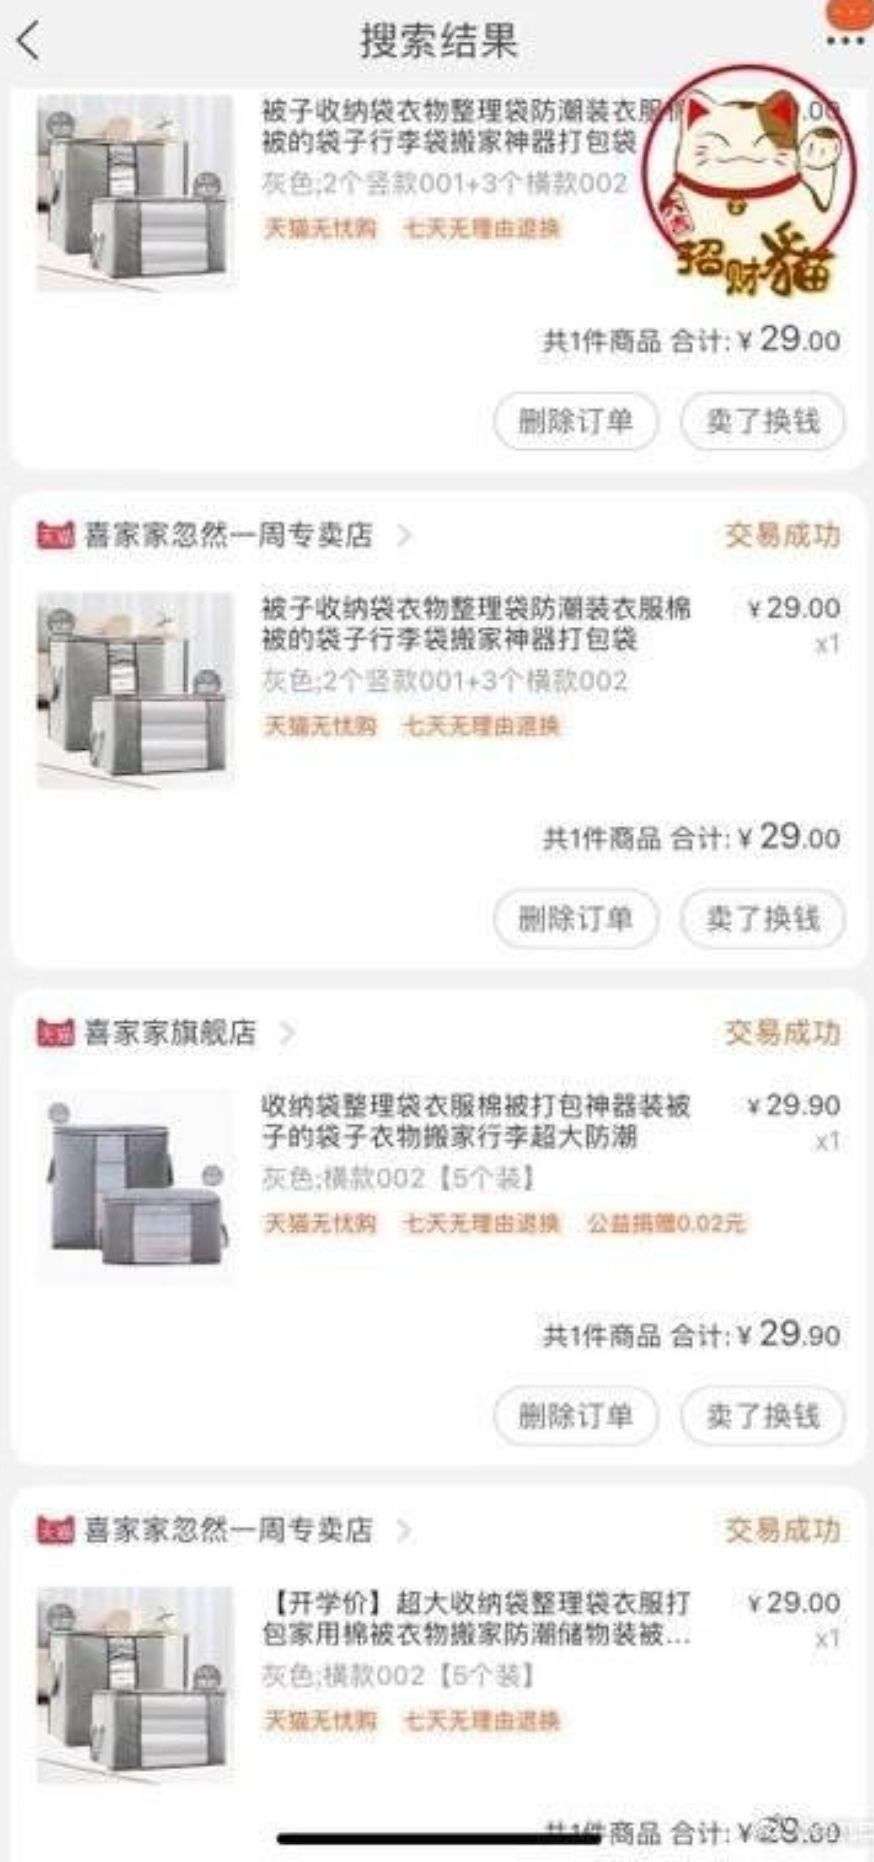 搜索结果
被子收纳袋衣物整理袋防潮装衣服棉
被的袋子行李袋搬家神器打包袋
灰色;2个竖款001+3个横款002
天猫无忧购 七天无理由退换
招财猫
共1件商品 合计:￥29.00
删除订单 卖了换钱
天猫 喜家家忽然一周专卖店 > 交易成功
被子收纳袋衣物整理袋防潮装衣服棉 ￥29.00
被的袋子行李袋搬家神器打包袋 x1
灰色;2个竖款001+3个横款002
天猫无忧购 七天无理由退换
共1件商品 合计:￥29.00
删除订单 卖了换钱
天猫 喜家家旗舰店 > 交易成功
收纳袋整理袋衣服棉被打包神器装被 ￥29.90
子的袋子衣物搬家行李超大防潮 x1
灰色;横款002【5个装】
天猫无忧购 七天无理由退换 公益捐赠0.02元
共1件商品 合计:￥29.90
删除订单 卖了换钱
天猫 喜家家忽然一周专卖店 > 交易成功
【开学价】超大收纳袋整理袋衣服打 ￥29.00
包家用棉被衣物搬家防潮储物装被... x1
灰色;横款002【5个装】
天猫无忧购 七天无理由退换
共1件商品 合计:￥29.00